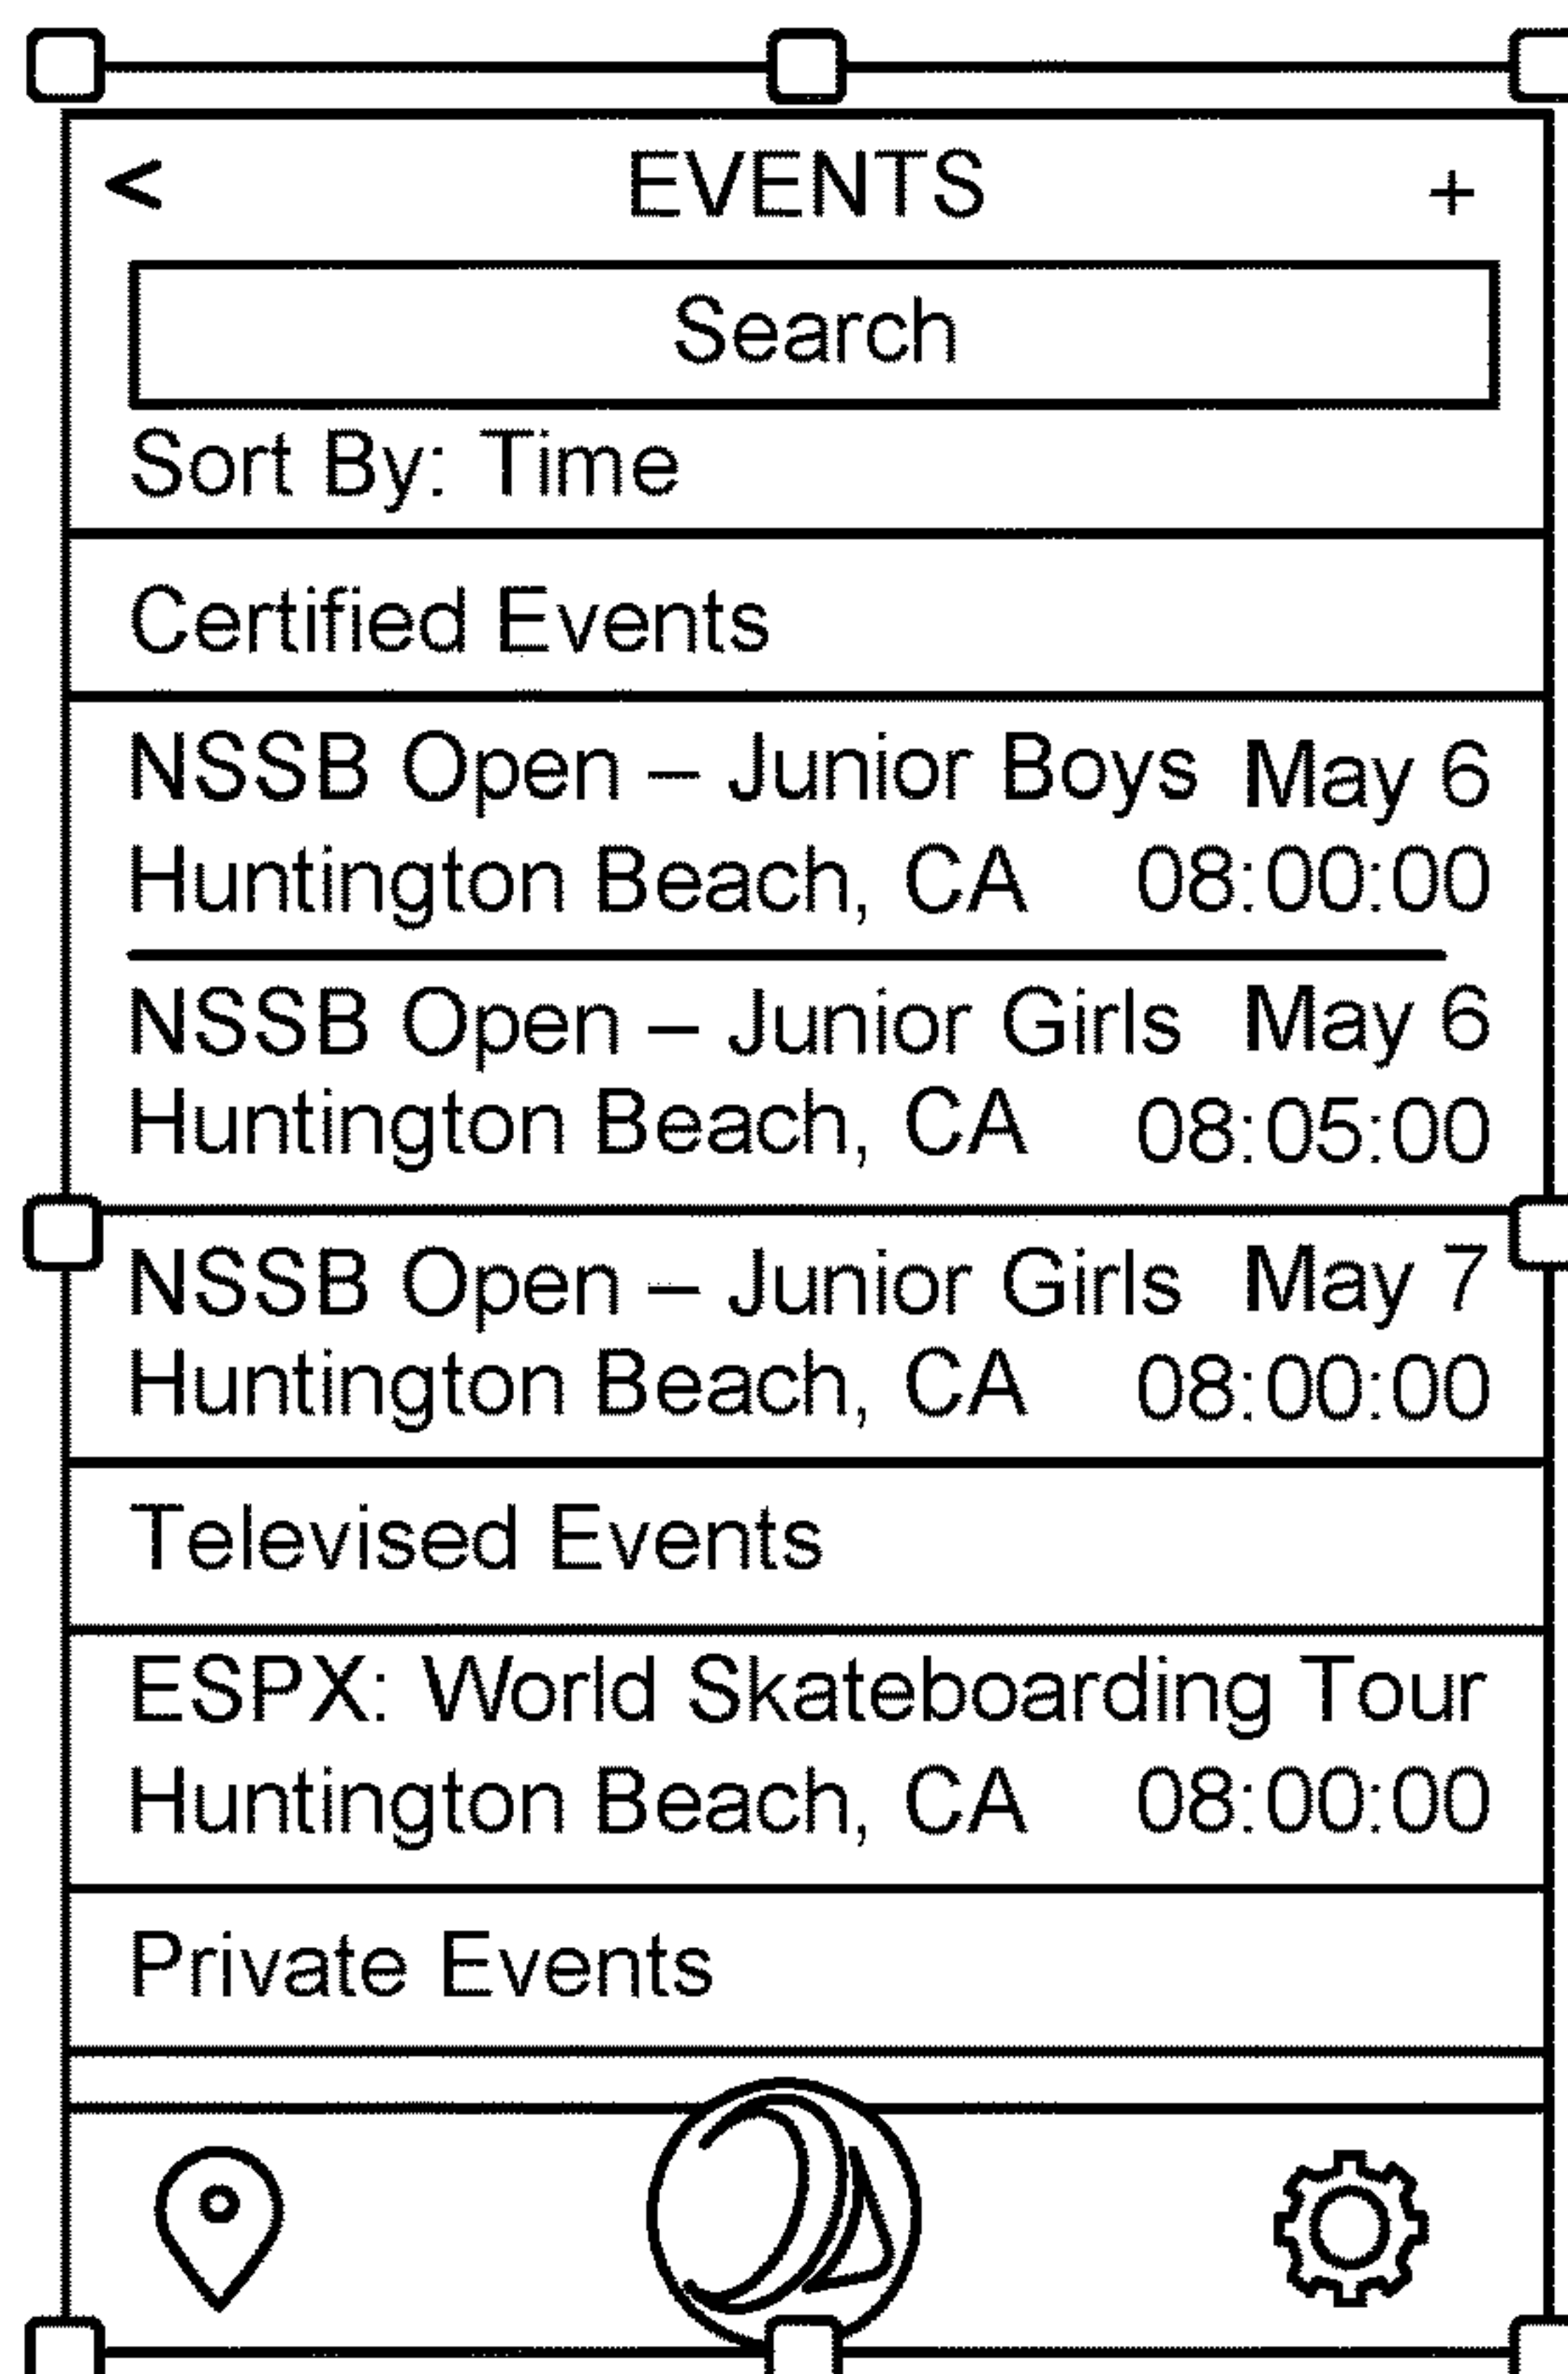 < EVENTS +
Search
Sort By: Time
Certified Events
NSSB Open – Junior Boys May 6
Huntington Beach, CA 08:00:00
NSSB Open – Junior Girls May 6
Huntington Beach, CA 08:05:00
NSSB Open – Junior Girls May 7
Huntington Beach, CA 08:00:00
Televised Events
ESPX: World Skateboarding Tour
Huntington Beach, CA 08:00:00
Private Events